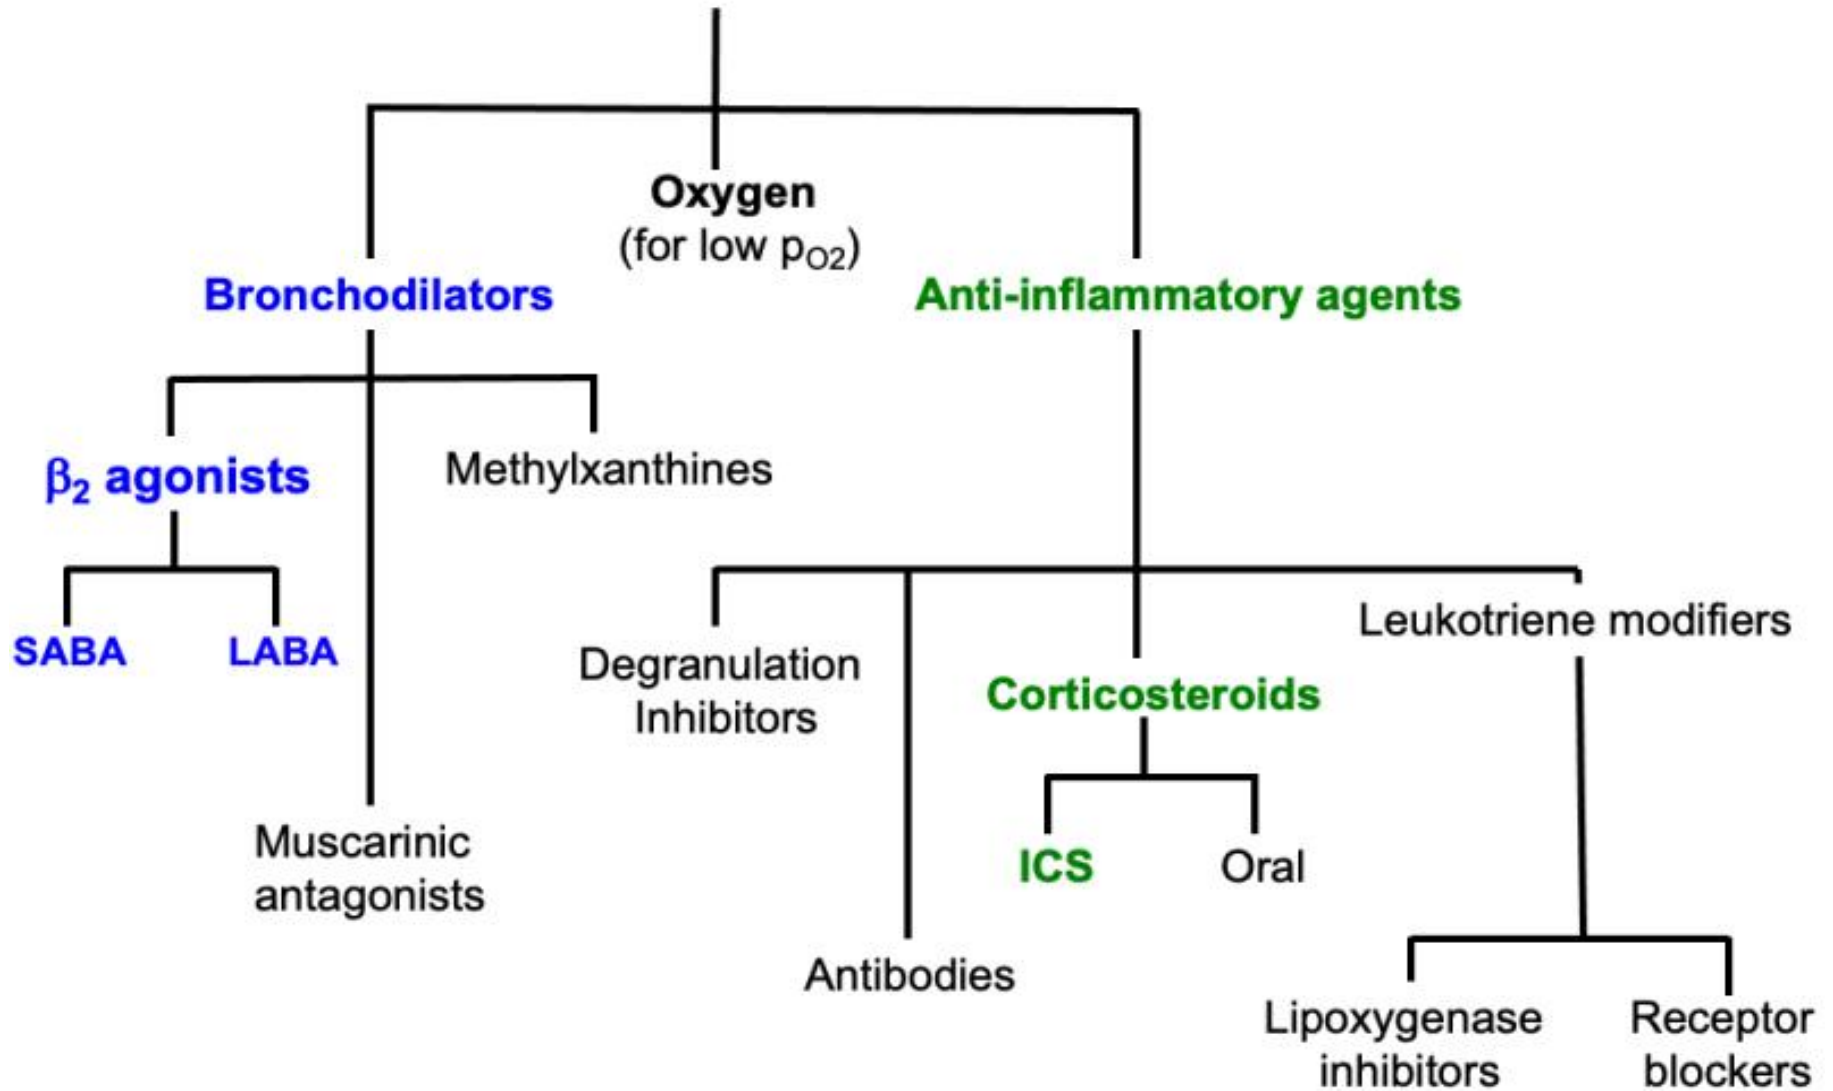 Oxygen
(for low pO2)
Bronchodilators
Anti-inflammatory agents
β2 agonists
Methylxanthines
SABA
LABA
Degranulation
Inhibitors
Leukotriene modifiers
Corticosteroids
Muscarinic
antagonists
ICS
Oral
Antibodies
Lipoxygenase
inhibitors
Receptor
blockers